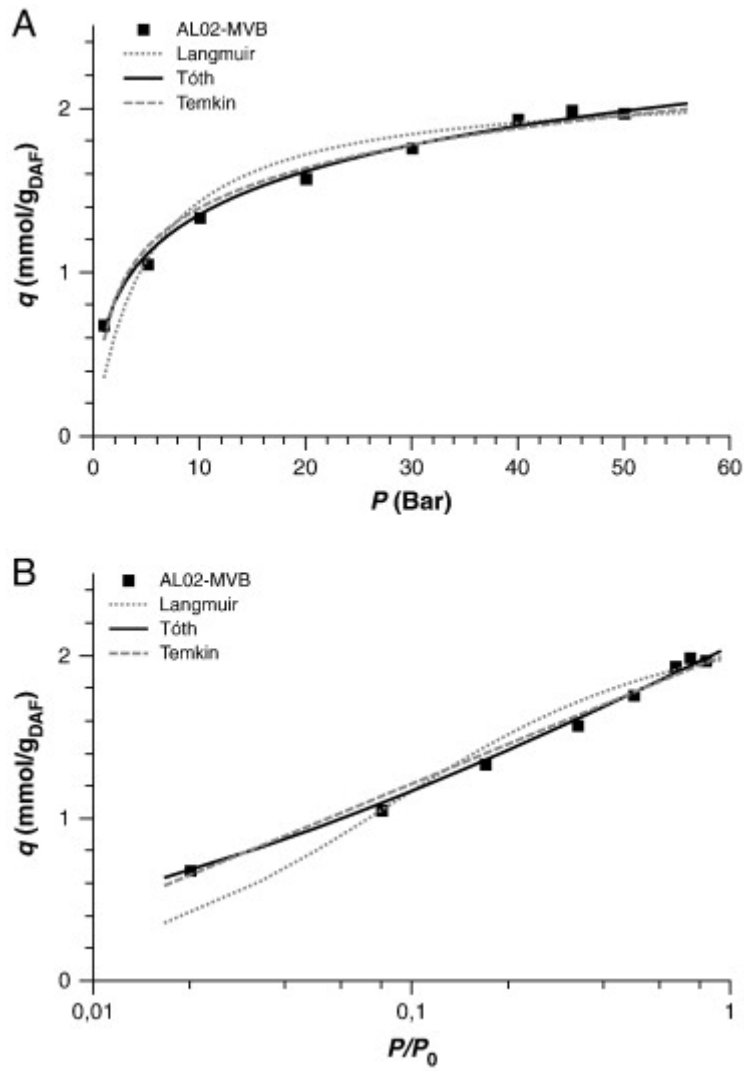 A
AL02-MVB
Langmuir
Tóth
Temkin
2
1
0
q (mmol/gDAF)
0 10 20 30 40 50 60
P (Bar)
B
AL02-MVB
Langmuir
Tóth
Temkin
2
1
0
q (mmol/gDAF)
0,01 0,1 1
P/P0